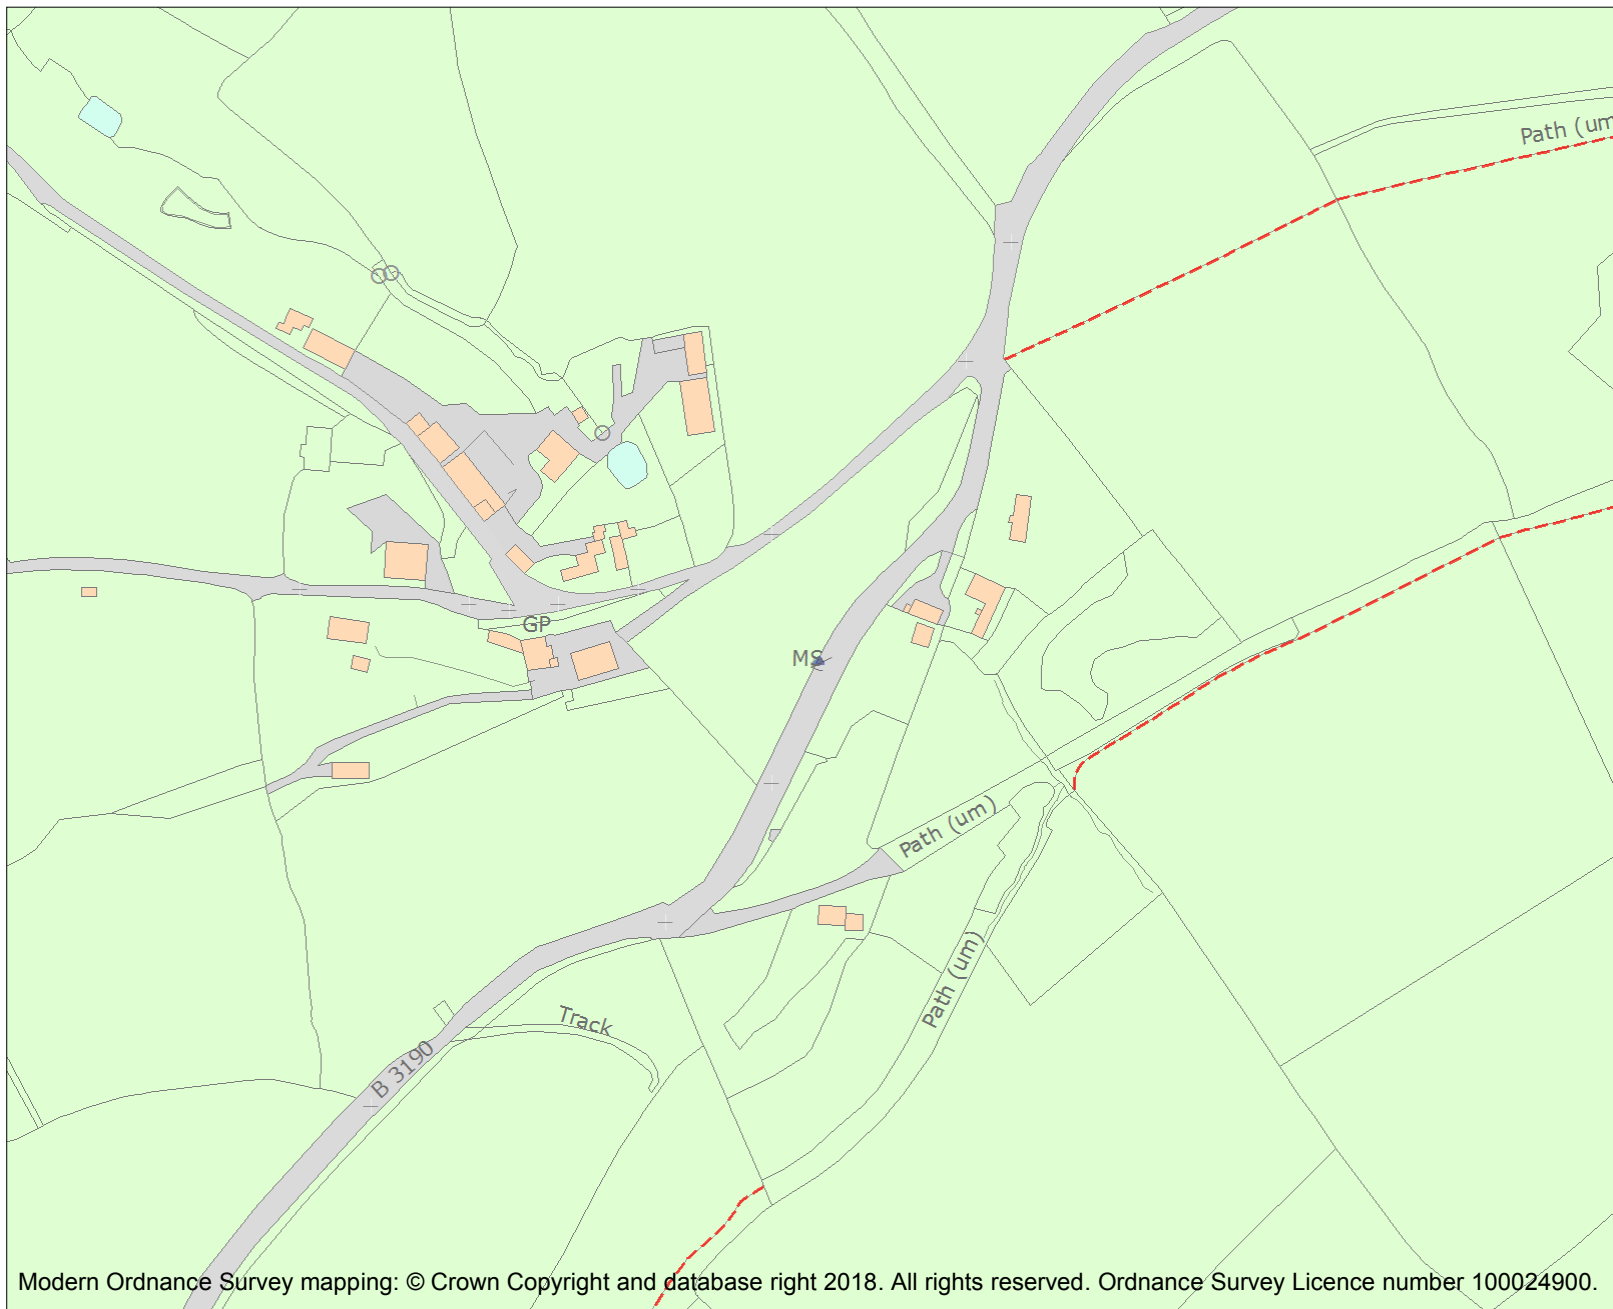 Path (um
GP
MS
Path (um)
Path (um)
Track
B 3190
Modern Ordnance Survey mapping: © Crown Copyright and database right 2018. All rights reserved. Ordnance Survey Licence number 100024900.